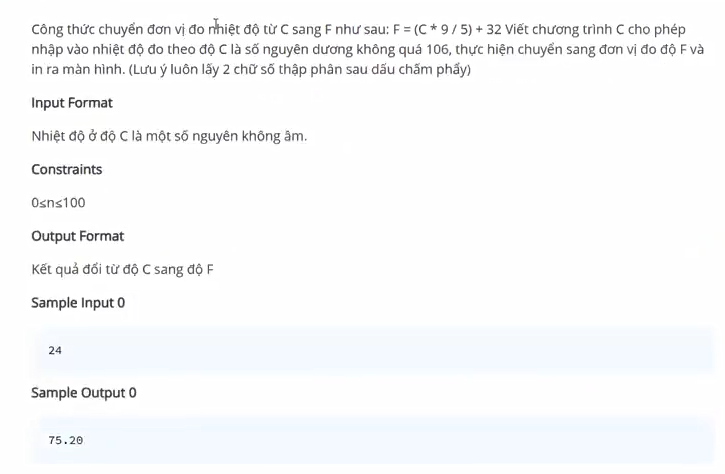 Công thức chuyển đơn vị đo nhiệt độ từ C sang F như sau: F = (C * 9 / 5) + 32 Viết chương trình C cho phép
nhập vào nhiệt độ đo theo độ C là số nguyên dương không quá 106, thực hiện chuyển sang đơn vị đo độ F và
in ra màn hình. (Lưu ý luôn lấy 2 chữ số thập phân sau dấu chấm phẩy)
Input Format
Nhiệt độ ở độ C là một số nguyên không âm.
Constraints
0≤n≤100
Output Format
Kết quả đổi từ độ C sang độ F
Sample Input 0
24
Sample Output 0
75.20